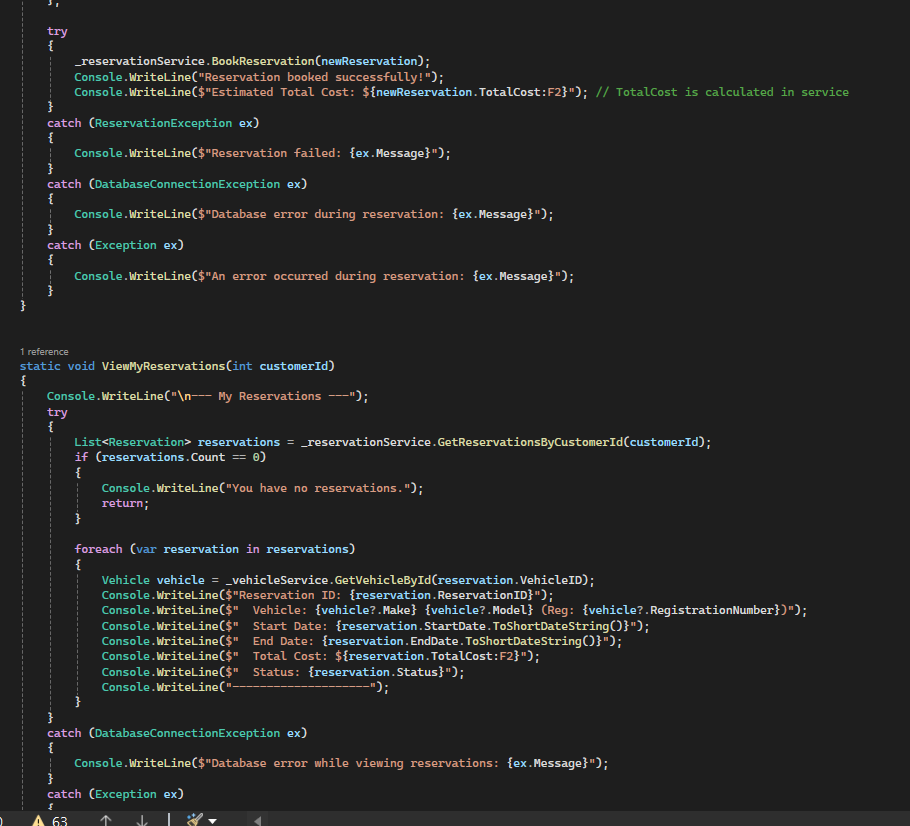 };
try
{
_reservationService.BookReservation(newReservation);
Console.WriteLine("Reservation booked successfully!");
Console.WriteLine($"Estimated Total Cost: ${newReservation.TotalCost:F2}"); // TotalCost is calculated in service
}
catch (ReservationException ex)
{
Console.WriteLine($"Reservation failed: {ex.Message}");
}
catch (DatabaseConnectionException ex)
{
Console.WriteLine($"Database error during reservation: {ex.Message}");
}
catch (Exception ex)
{
Console.WriteLine($"An error occurred during reservation: {ex.Message}");
}
}
1 reference
static void ViewMyReservations(int customerId)
{
Console.WriteLine("\n--- My Reservations ---");
try
{
List<Reservation> reservations = _reservationService.GetReservationsByCustomerId(customerId);
if (reservations.Count == 0)
{
Console.WriteLine("You have no reservations.");
return;
}
foreach (var reservation in reservations)
{
Vehicle vehicle = _vehicleService.GetVehicleById(reservation.VehicleID);
Console.WriteLine($"Reservation ID: {reservation.ReservationID}");
Console.WriteLine($"  Vehicle: {vehicle?.Make} {vehicle?.Model} (Reg: {vehicle?.RegistrationNumber})");
Console.WriteLine($"  Start Date: {reservation.StartDate.ToShortDateString()}");
Console.WriteLine($"  End Date: {reservation.EndDate.ToShortDateString()}");
Console.WriteLine($"  Total Cost: ${reservation.TotalCost:F2}");
Console.WriteLine($"  Status: {reservation.Status}");
Console.WriteLine("--------------------");
}
}
catch (DatabaseConnectionException ex)
{
Console.WriteLine($"Database error while viewing reservations: {ex.Message}");
}
catch (Exception ex)
{
63